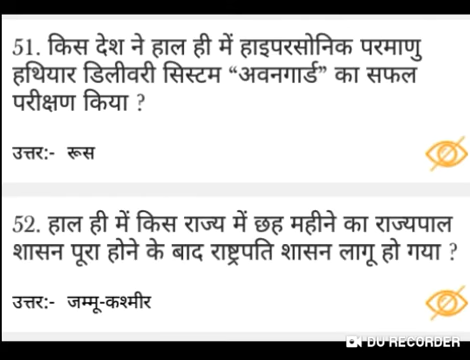 51. किस देश ने हाल ही में हाइपरसोनिक परमाणु
हथियार डिलीवरी सिस्टम “अवनगार्ड” का सफल
परीक्षण किया ?
उत्तर:- रूस
52. हाल ही में किस राज्य में छह महीने का राज्यपाल
शासन पूरा होने के बाद राष्ट्रपति शासन लागू हो गया ?
उत्तर:- जम्मू-कश्मीर
DU RECORDER